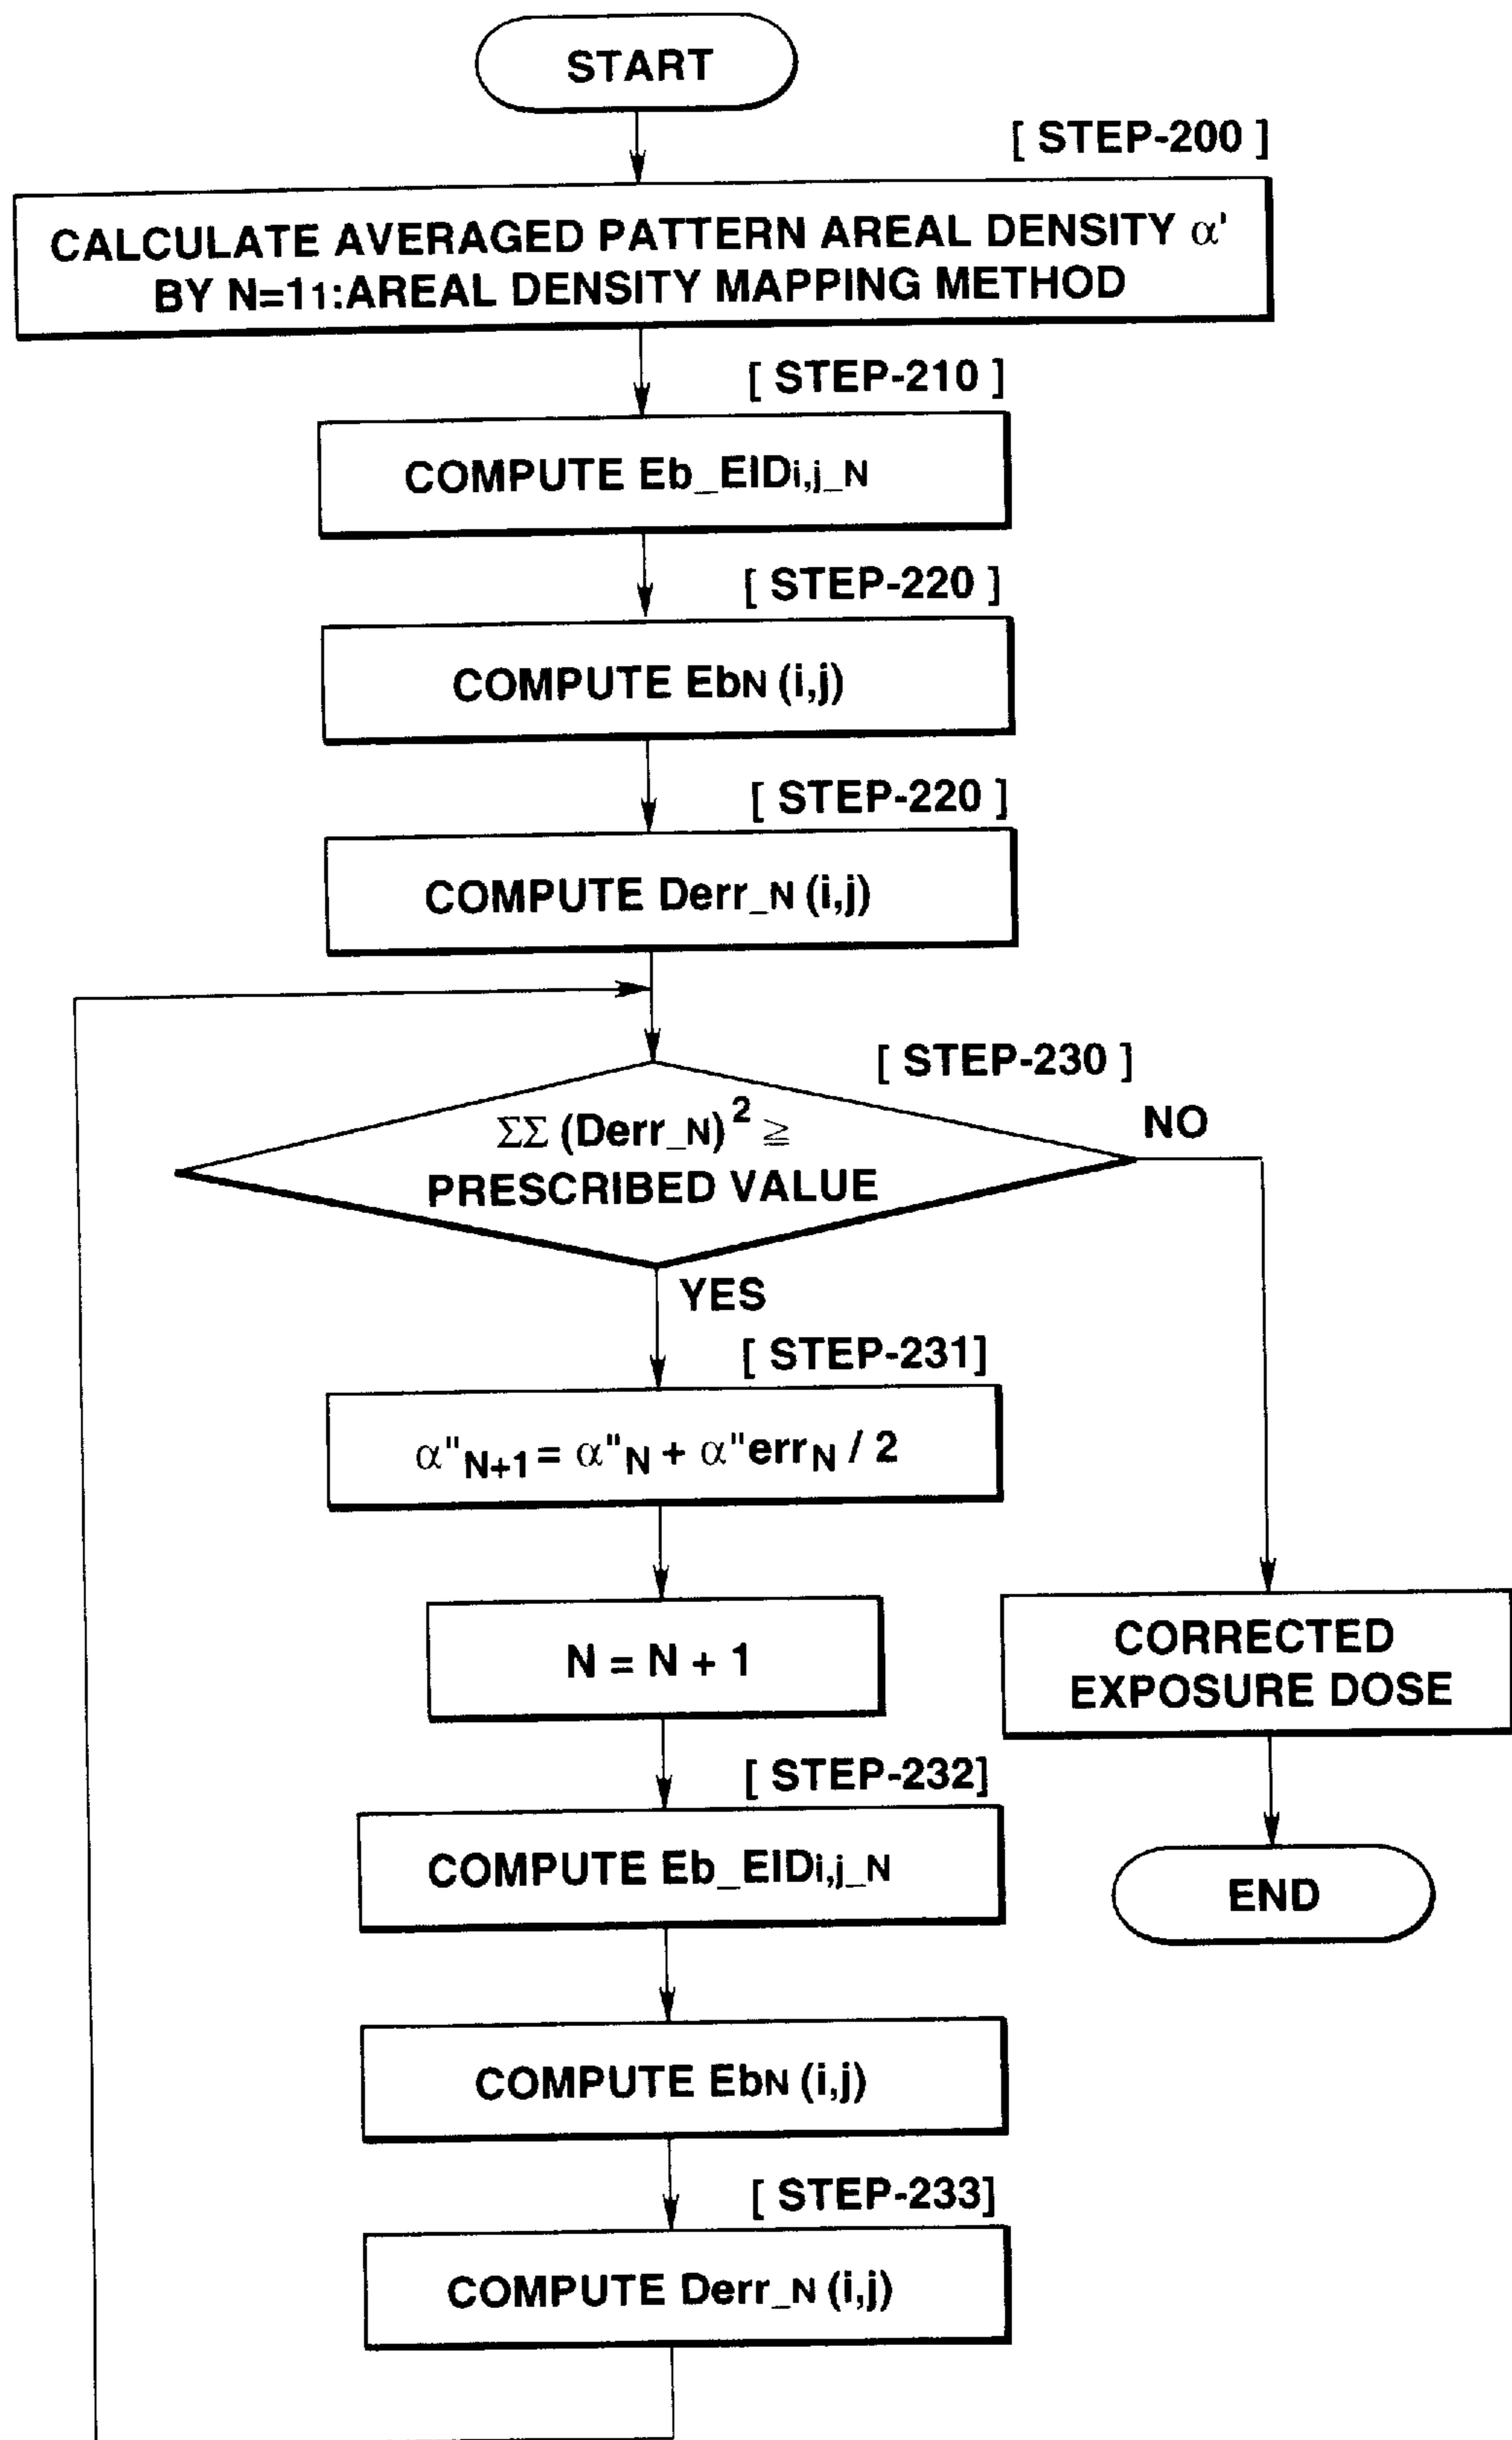 START
[ STEP-200 ]
CALCULATE AVERAGED PATTERN AREAL DENSITY α'
BY N=11:AREAL DENSITY MAPPING METHOD
[ STEP-210 ]
COMPUTE Eb_EIDi,j_N
[ STEP-220 ]
COMPUTE EbN (i,j)
[ STEP-220 ]
COMPUTE Derr_N (i,j)
[ STEP-230 ]
ΣΣ (Derr_N)² ≧
PRESCRIBED VALUE
NO
YES
[ STEP-231]
α"N+1 = α"N + α"errN / 2
N = N + 1
CORRECTED
EXPOSURE DOSE
[ STEP-232]
COMPUTE Eb_EIDi,j_N
END
COMPUTE EbN (i,j)
[ STEP-233]
COMPUTE Derr_N (i,j)